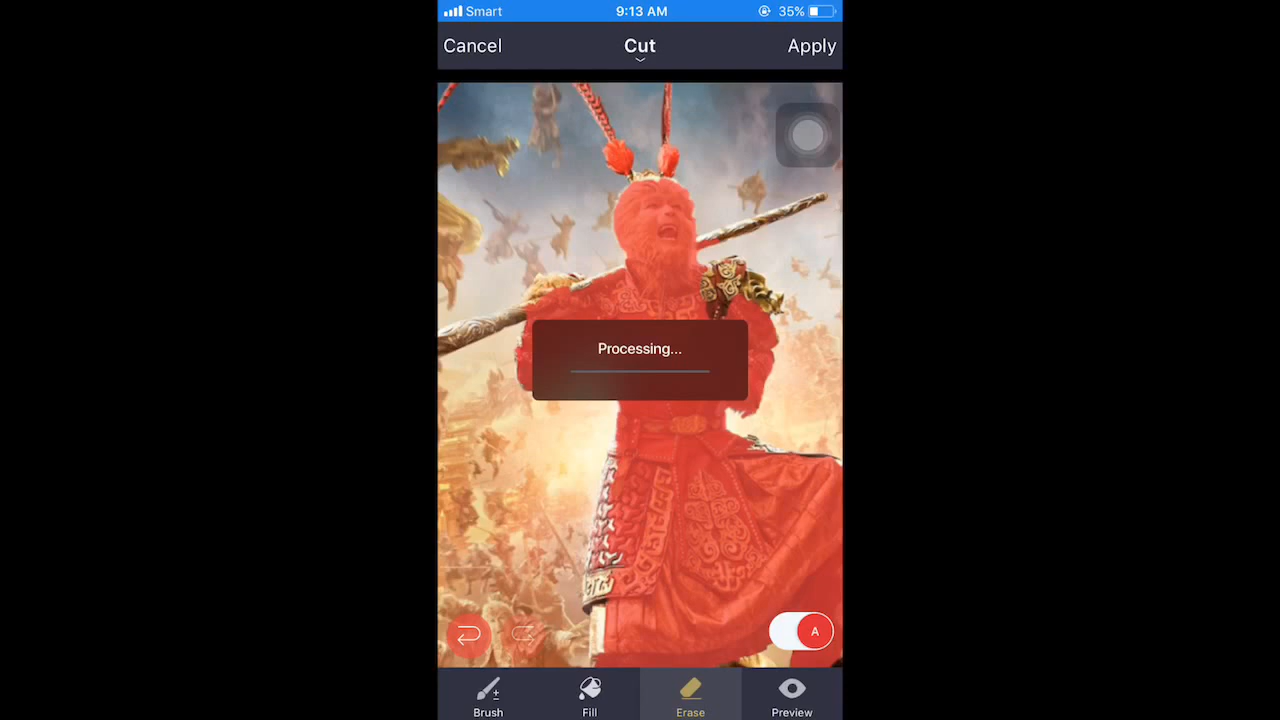 Smart 9:13 AM 35%
Cancel Cut Apply
Processing...
A
Brush Fill Erase Preview